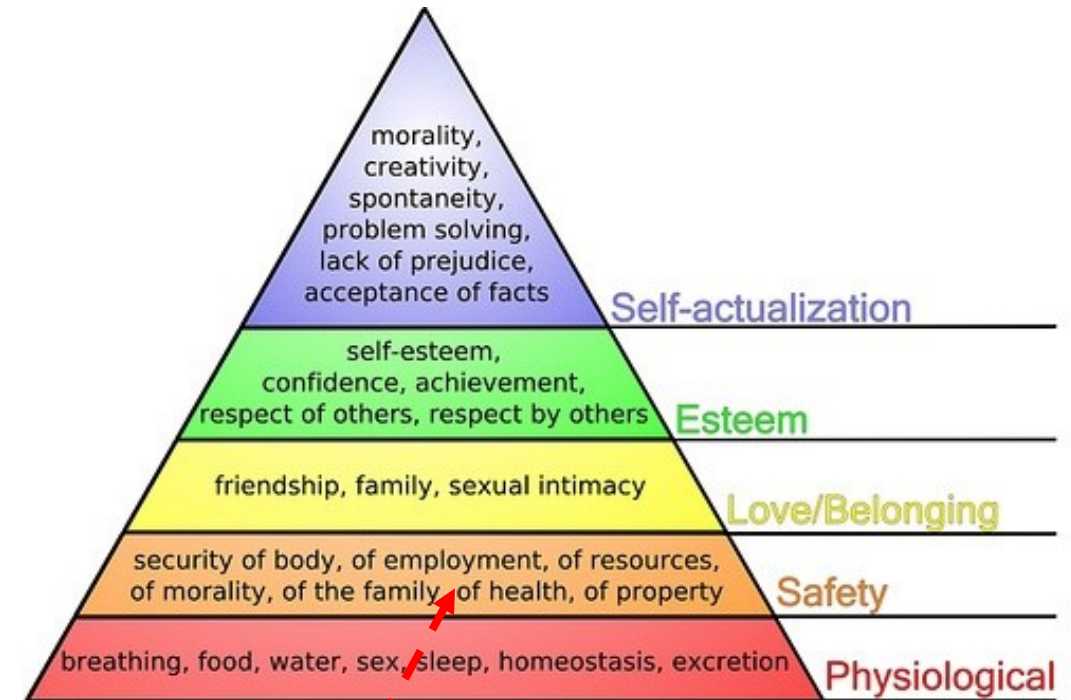 morality,
creativity,
spontaneity,
problem solving,
lack of prejudice,
acceptance of facts
Self-actualization
self-esteem,
confidence, achievement,
respect of others, respect by others
Esteem
friendship, family, sexual intimacy
Love/Belonging
security of body, of employment, of resources,
of morality, of the family, of health, of property
Safety
breathing, food, water, sex, sleep, homeostasis, excretion
Physiological